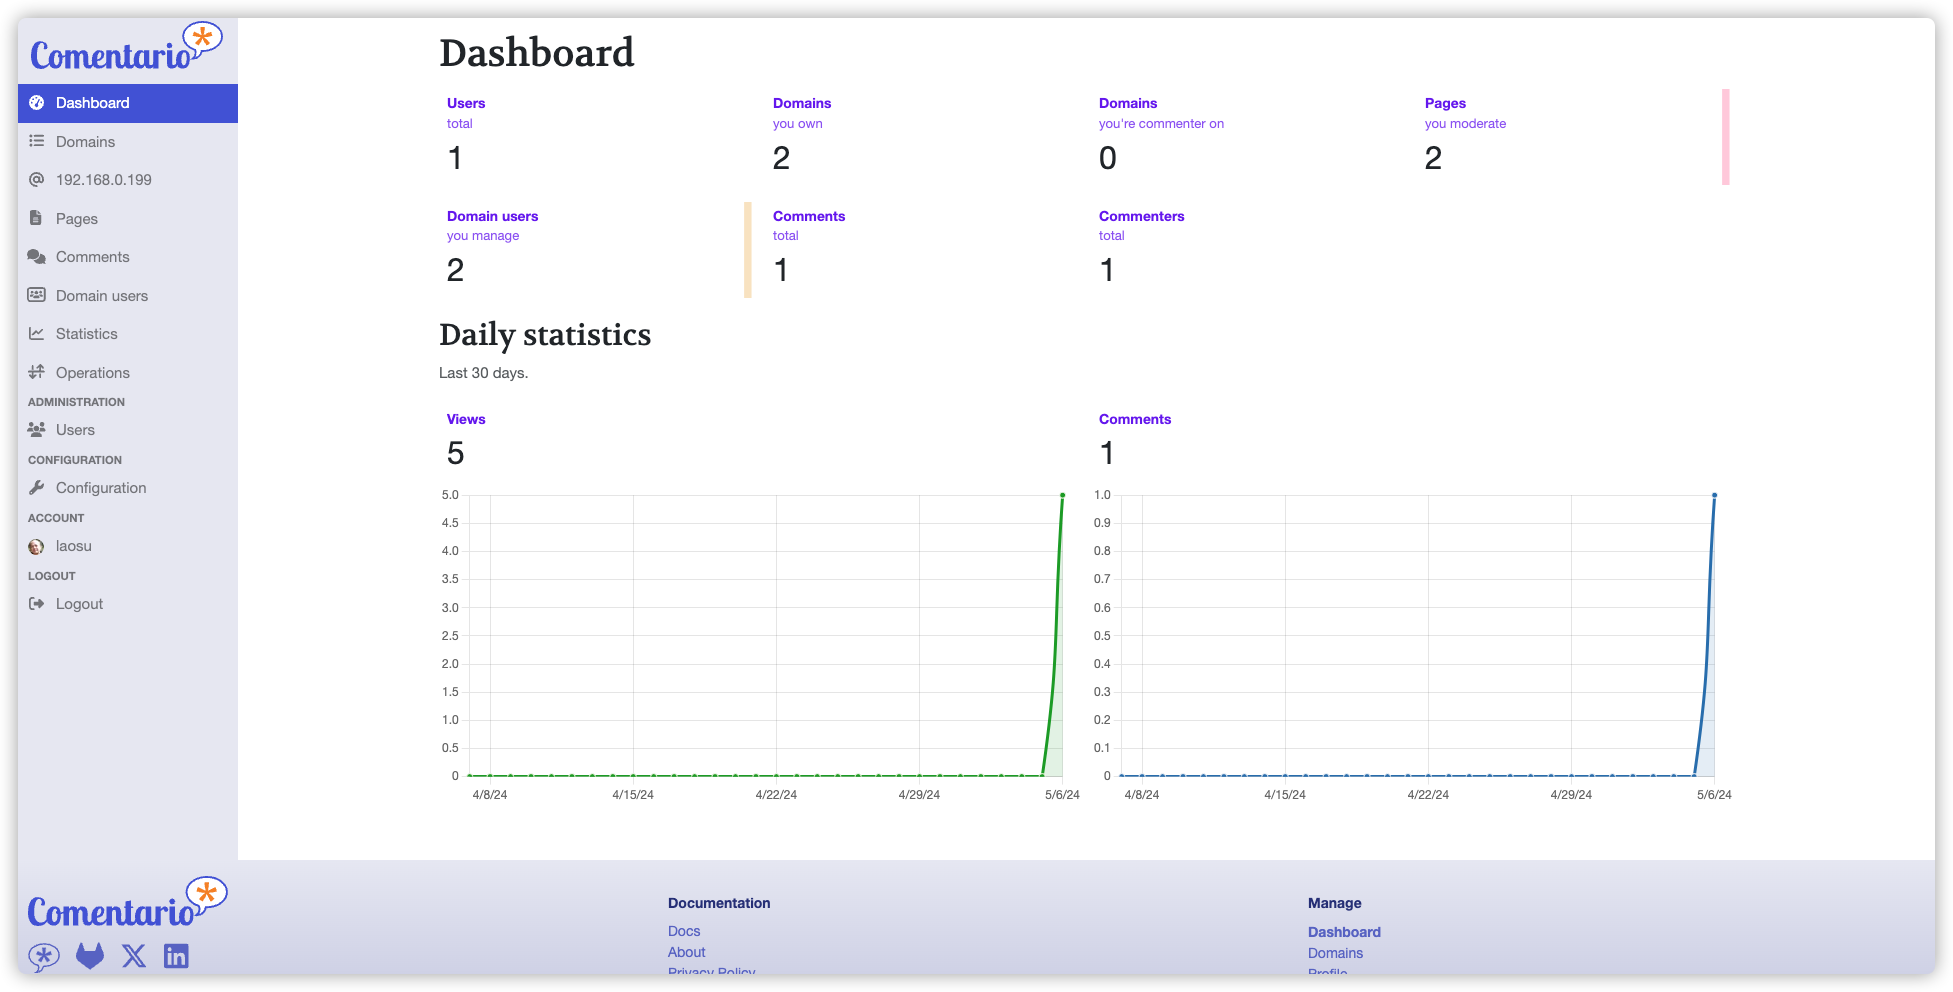 Comentario
Dashboard
Domains
192.168.0.199
Pages
Comments
Domain users
Statistics
Operations
ADMINISTRATION
Users
CONFIGURATION
Configuration
ACCOUNT
laosu
LOGOUT
Logout
Dashboard
Users
total
1
Domains
you own
2
Domains
you're commenter on
0
Pages
you moderate
2
Domain users
you manage
2
Comments
total
1
Commenters
total
1
Daily statistics
Last 30 days.
Views
5
5.0
4.5
4.0
3.5
3.0
2.5
2.0
1.5
1.0
0.5
0
4/8/24 4/15/24 4/22/24 4/29/24 5/6/24
Comments
1
1.0
0.9
0.8
0.7
0.6
0.5
0.4
0.3
0.2
0.1
0
4/8/24 4/15/24 4/22/24 4/29/24 5/6/24
Comentario
Documentation
Docs
About
Privacy Policy
Manage
Dashboard
Domains
Profile